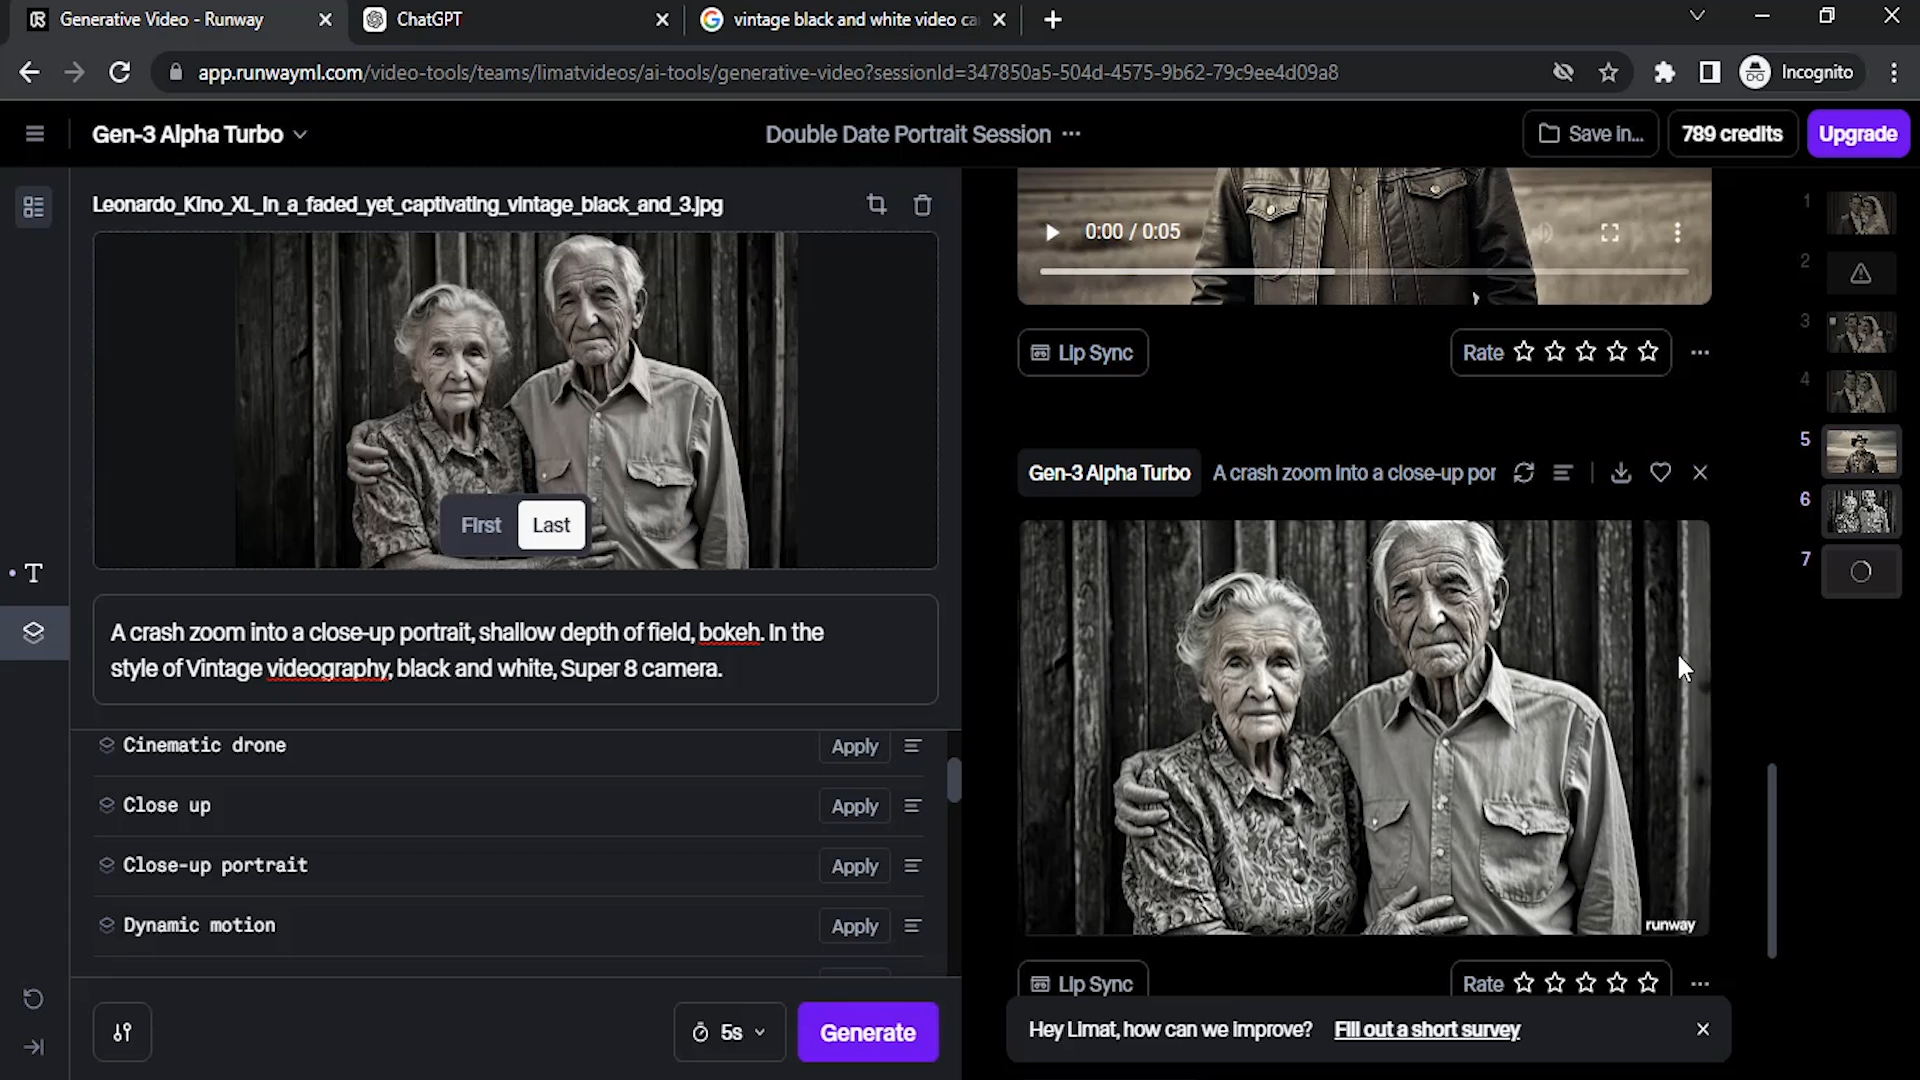 Generative Video - Runway
ChatGPT
vintage black and white video ca
app.runwayml.com/video-tools/teams/limatvideos/ai-tools/generative-video?sessionId=347850a5-504d-4575-9b62-79c9ee4d09a8
Incognito
Gen-3 Alpha Turbo
Double Date Portrait Session
Save in...
789 credits
Upgrade
Leonardo_Kino_XL_In_a_faded_yet_captivating_vintage_black_and_3.jpg
First
Last
T
A crash zoom into a close-up portrait, shallow depth of field, bokeh. In the
style of Vintage videography, black and white, Super 8 camera.
Cinematic drone
Apply
Close up
Apply
Close-up portrait
Apply
Dynamic motion
Apply
5s
Generate
0:00 / 0:05
Lip Sync
Rate
Gen-3 Alpha Turbo
A crash zoom into a close-up por
runway
Lip Sync
Rate
Hey Limat, how can we improve? Fill out a short survey
1
2
3
4
5
6
7